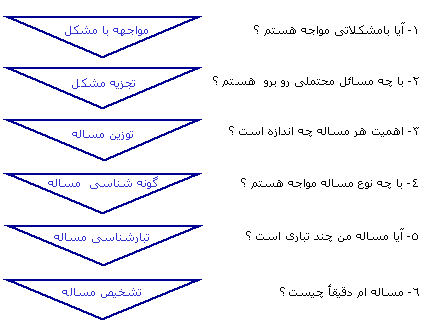 ۱- آیا بامشکلاتی مواجه هستم ؟
مواجهه با مشکل
۲- با چه مسائل محتملی رو برو هستیم ؟
تجزیه مشکل
۳- اهمیت هر مساله چه اندازه است ؟
توزین مساله
٤- با چه نوع مساله مواجه هستم ؟
گونه شناسی مساله
۵- آیا مساله من چند تباری است ؟
تبارشناسی مساله
۶- مساله ام دقیقاً چیست ؟
تشخیص مساله